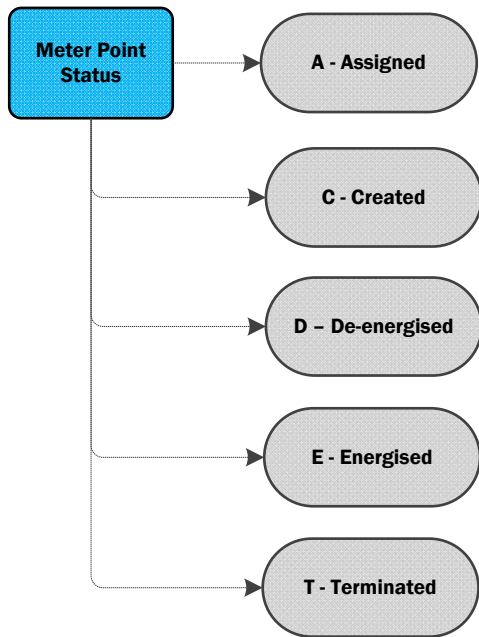 Meter Point
Status
A - Assigned
C - Created
D – De-energised
E - Energised
T - Terminated